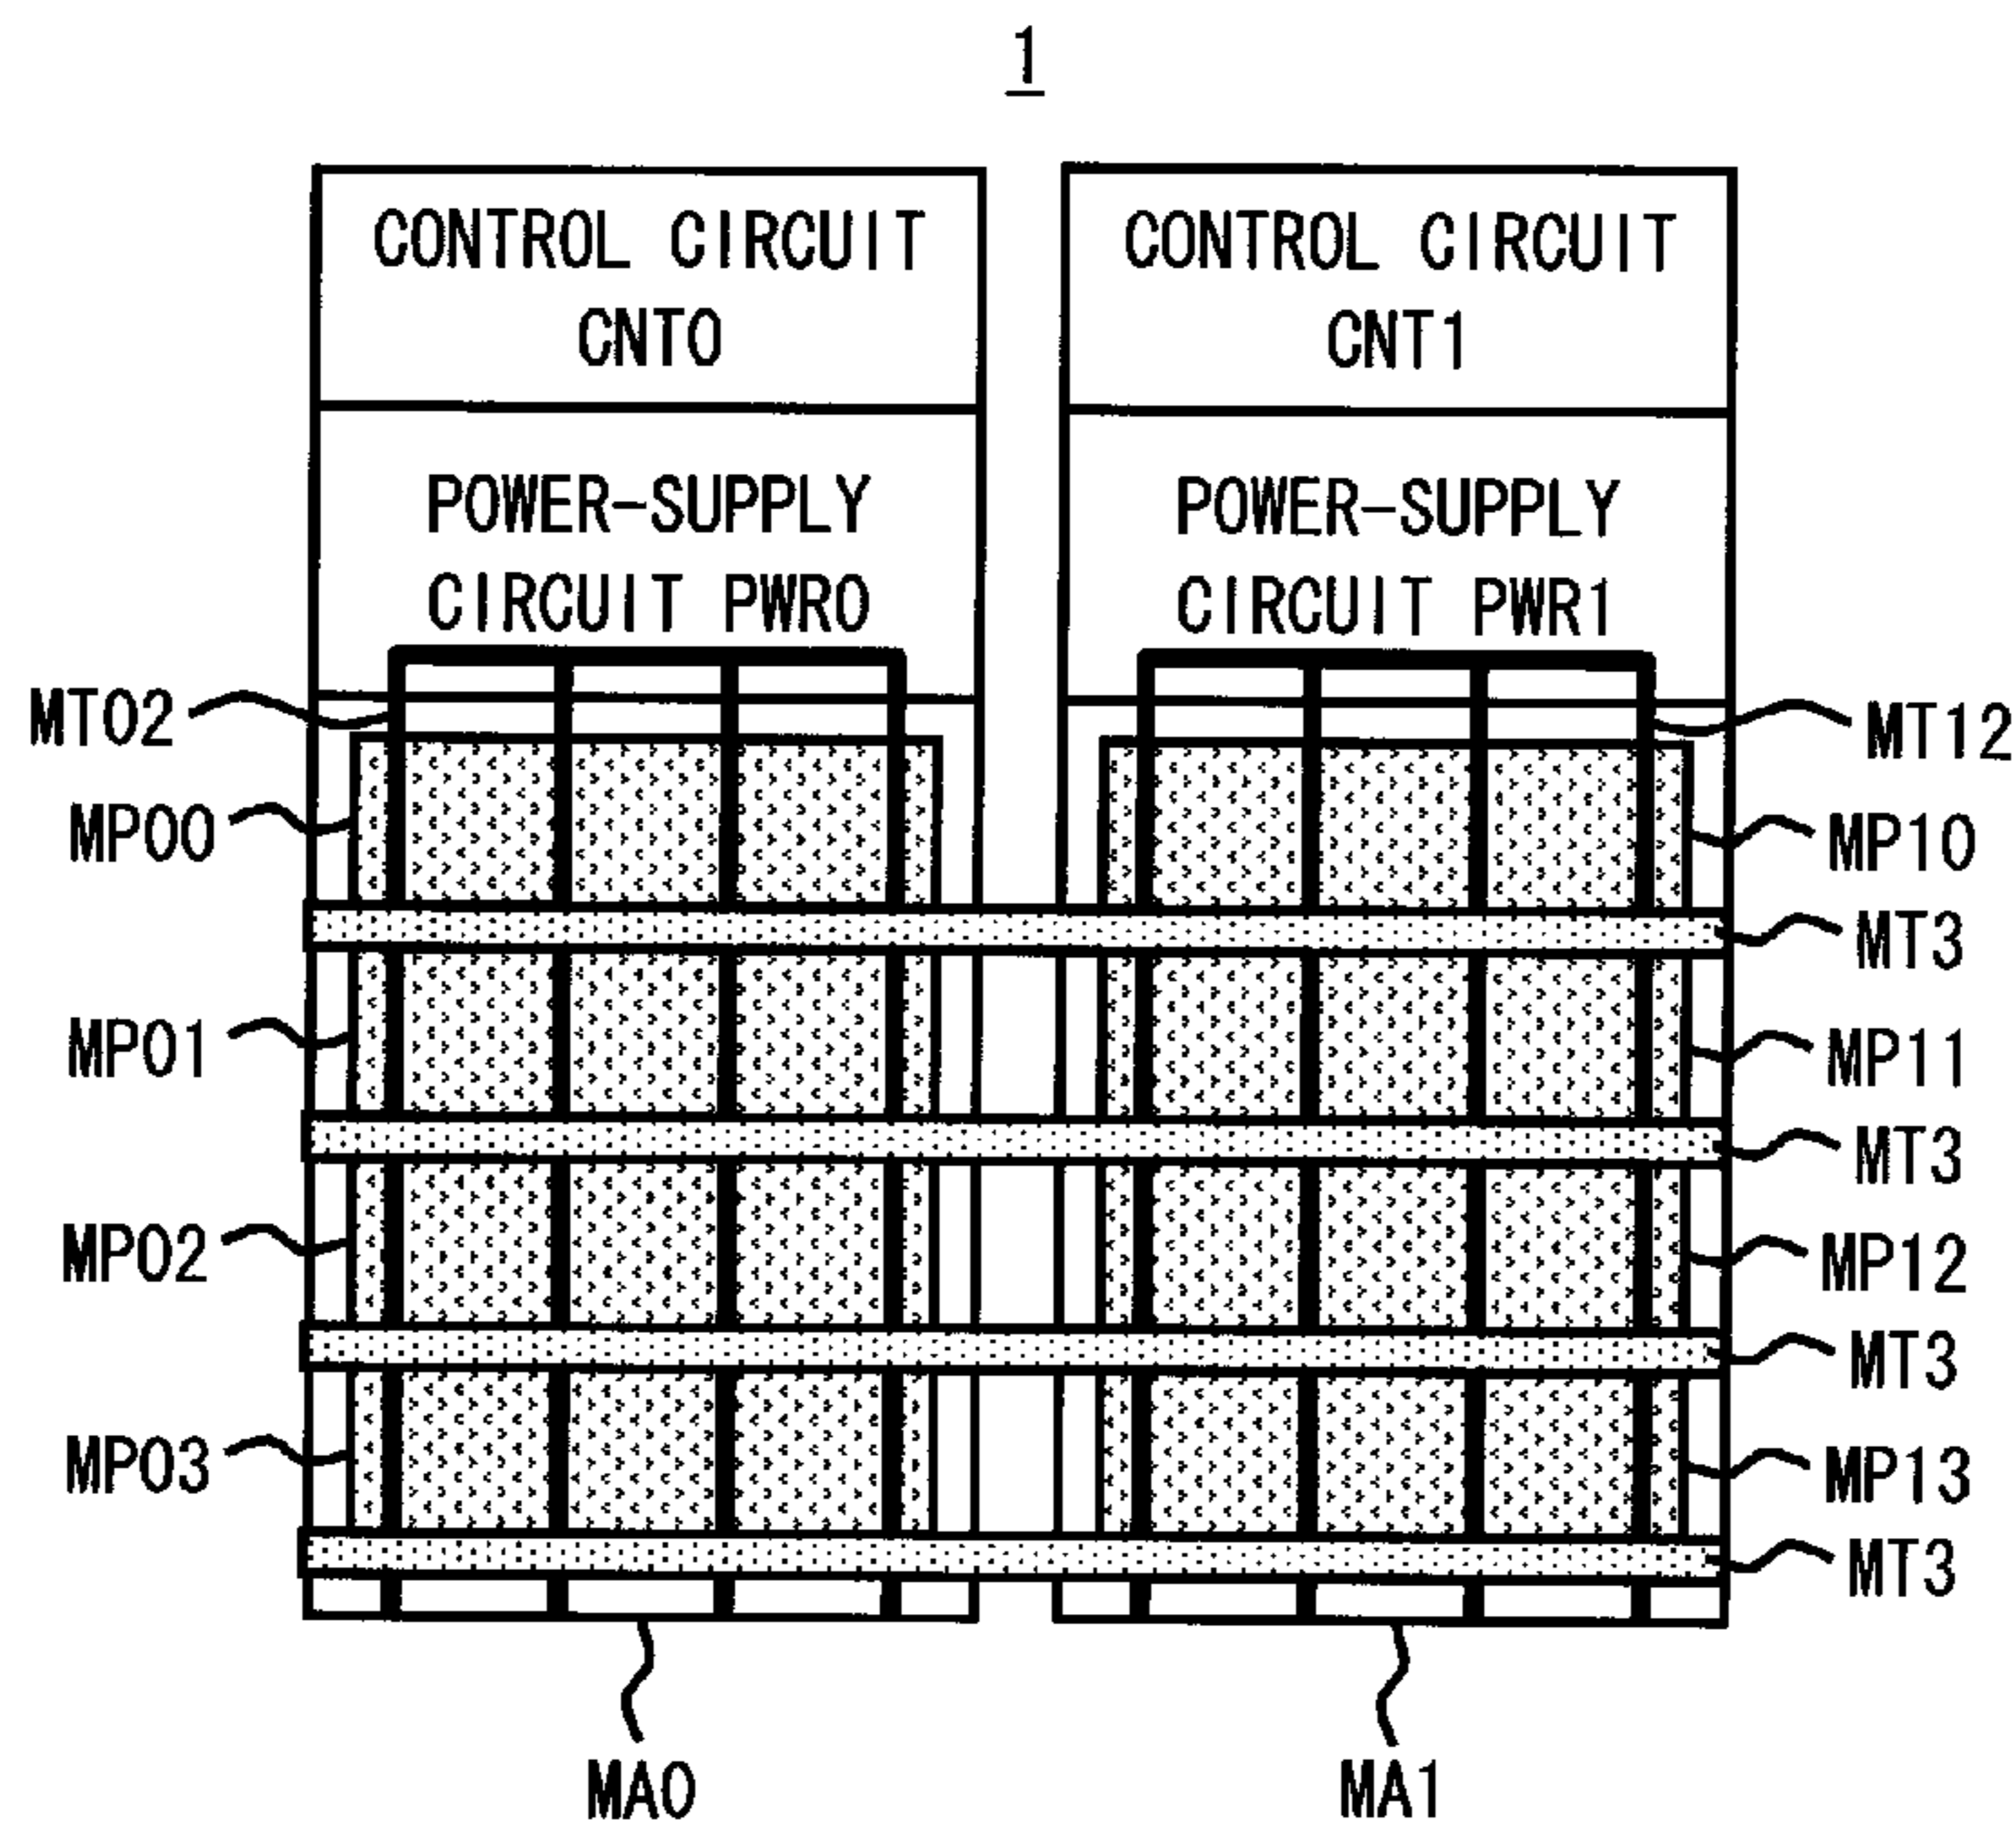 1
CONTROL CIRCUIT
CNT0
CONTROL CIRCUIT
CNT1
POWER-SUPPLY
CIRCUIT PWR0
POWER-SUPPLY
CIRCUIT PWR1
MT02
MT12
MP00
MP10
MT3
MP01
MP11
MT3
MP02
MP12
MT3
MP03
MP13
MT3
MA0
MA1